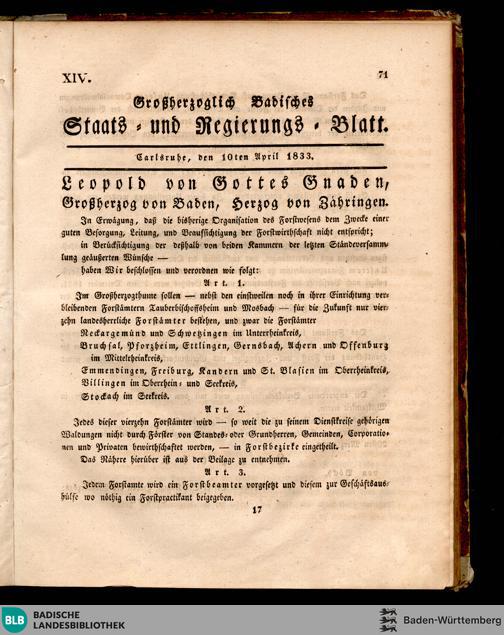 XIV.
71
Großherzoglich Badisches
Staats- und Regierungs-Blatt.
Carlsruhe, den 10ten April 1833.
Leopold von Gottes Gnaden,
Großherzog von Baden, Herzog von Zähringen.
In Erwägung, daß die bisherige Organisation des Forstwesens dem Zwecke einer
guten Besorgung, Leitung, und Beaufsichtigung der Forstwirthschaft nicht entspricht;
in Berücksichtigung der deßhalb von beiden Kammern der letzten Ständeversamm-
lung geäußerten Wünsche —
haben Wir beschlossen und verordnen wie folgt:
Art. 1.
Im Großherzogthume sollen — nebst den einstweilen noch in ihrer Einrichtung ver-
bleibenden Forstämtern Tauberbischoffsheim und Mosbach — für die Zukunft nur vier-
zehn landesherrliche Forstämter bestehen, und zwar die Forstämter
Neckargemünd und Schwetzingen im Unterrheinkreis,
Bruchsal, Pforzheim, Ettlingen, Gernsbach, Achern und Offenburg
im Mittelrheinkreis,
Emmendingen, Freiburg, Kandern und St. Blasien im Oberrheinkreis,
Villingen im Oberrhein- und Seekreis,
Stockach im Seekreis.
Art. 2.
Jedes dieser vierzehn Forstämter wird — so weit die zu seinem Dienstkreise gehörigen
Waldungen nicht durch Förster von Standes- oder Grundherren, Gemeinden, Corporatio-
nen und Privaten bewirthschaftet werden, — in Forstbezirke eingetheilt.
Das Nähere hierüber ist aus der Beilage zu entnehmen.
Art. 3.
Jedem Forstamte wird ein Forstbeamter vorgesetzt und diesem zur Geschäftsaus-
hülfe wo nöthig ein Forstpractikant beigegeben.
17
BLB
BADISCHE
LANDESBIBLIOTHEK
Baden-Württemberg